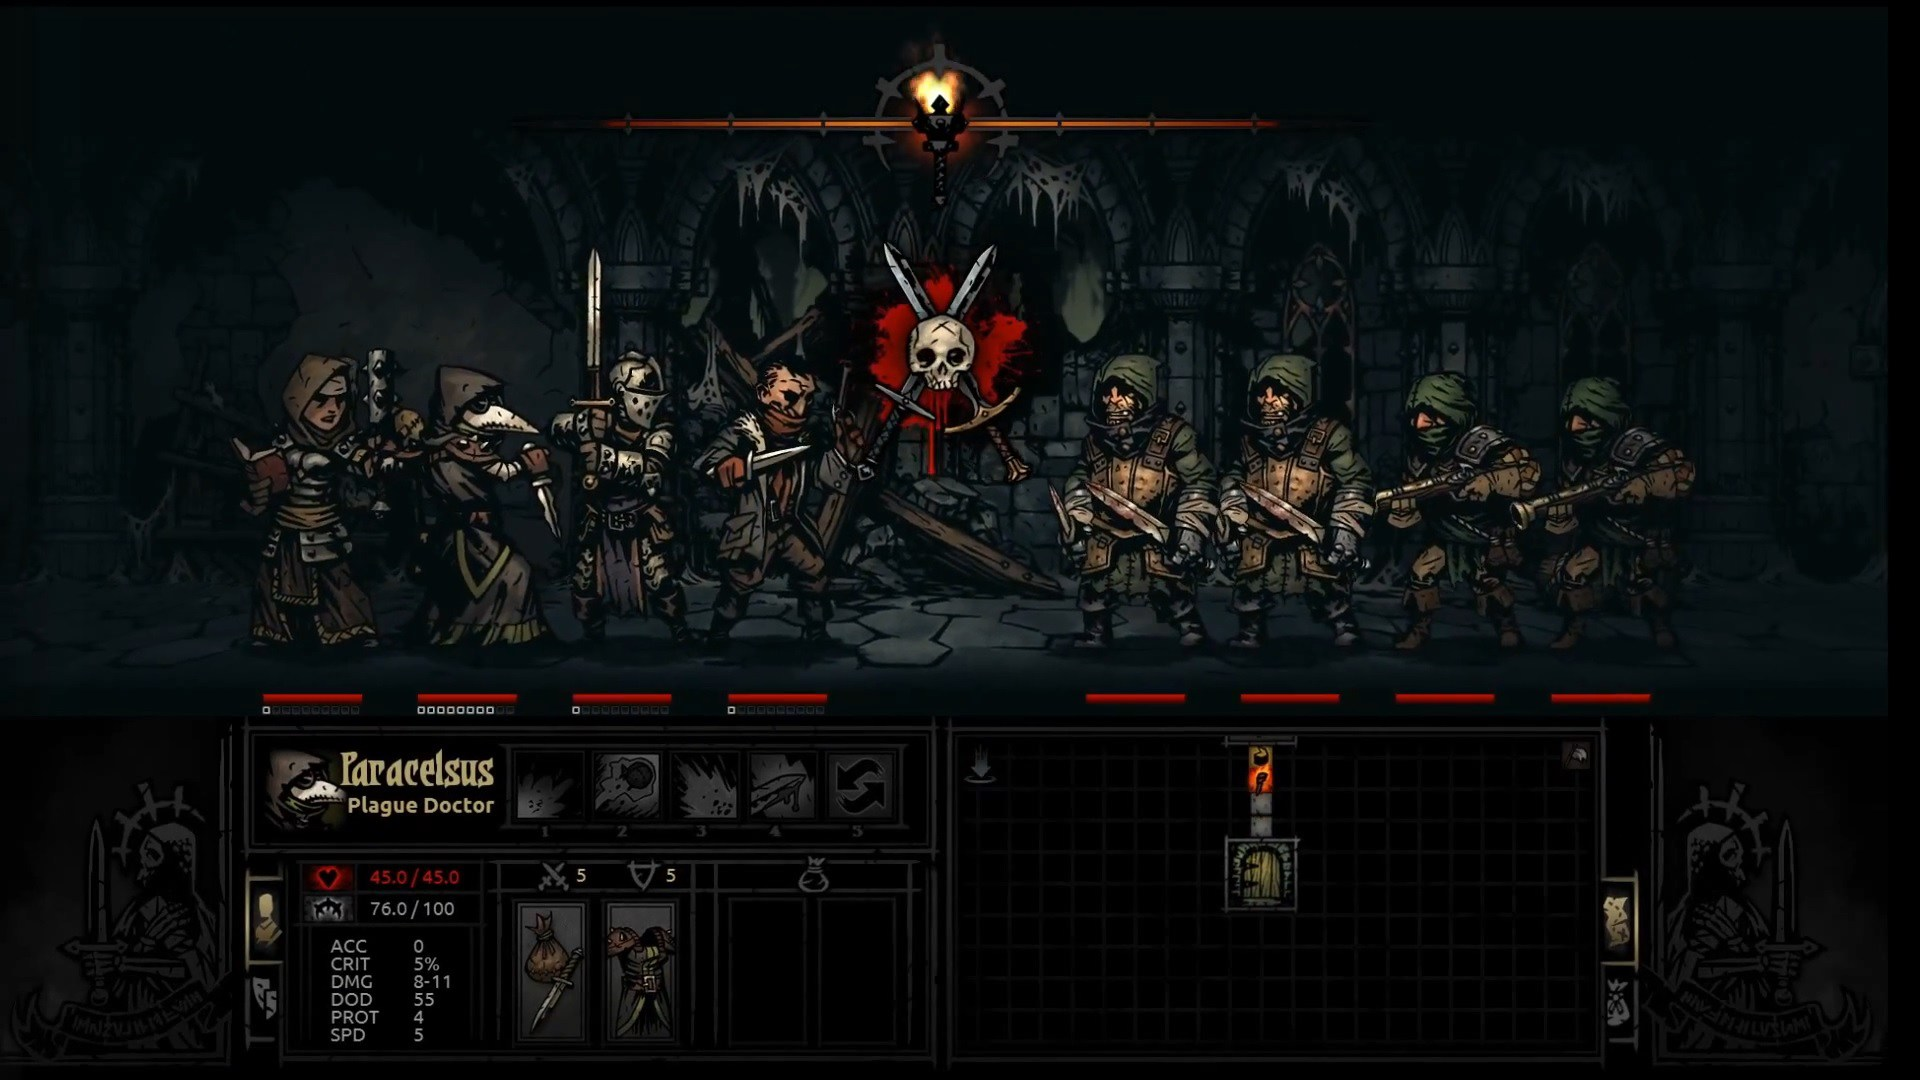 Paracelsus
Plague Doctor
1 2 3 4 5
45.0 / 45.0
5 5
76.0 / 100
ACC 0
CRIT 5%
DMG 8-11
DOD 55
PROT 4
SPD 5